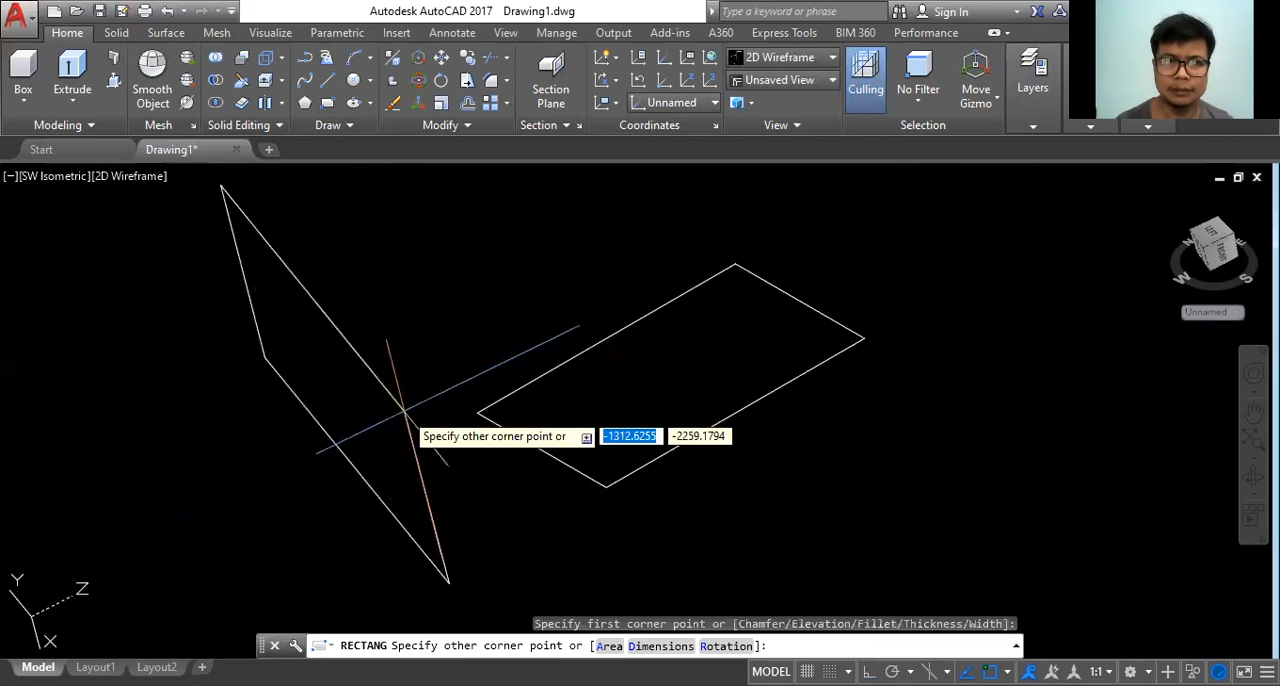 Autodesk AutoCAD 2017 Drawing1.dwg
Type a keyword or phrase
Sign In
Home Solid Surface Mesh Visualize Parametric Insert Annotate View Manage Output Add-ins A360 Express Tools BIM 360 Performance
2D Wireframe
Unsaved View
Unnamed
Box
Extrude
Smooth
Object
Section
Plane
Culling
No Filter
Move
Gizmo
Layers
Modeling
Mesh
Solid Editing
Draw
Modify
Section
Coordinates
View
Selection
Start
Drawing1*
[−][SW Isometric][2D Wireframe]
LEFT
FRONT
N
E
W
S
Unnamed
Specify other corner point or
-1312.6255
-2259.1794
Y
Z
X
Specify first corner point or [Chamfer/Elevation/Fillet/Thickness/Width]:
RECTANG Specify other corner point or [Area Dimensions Rotation]:
Model
Layout1
Layout2
MODEL
1:1